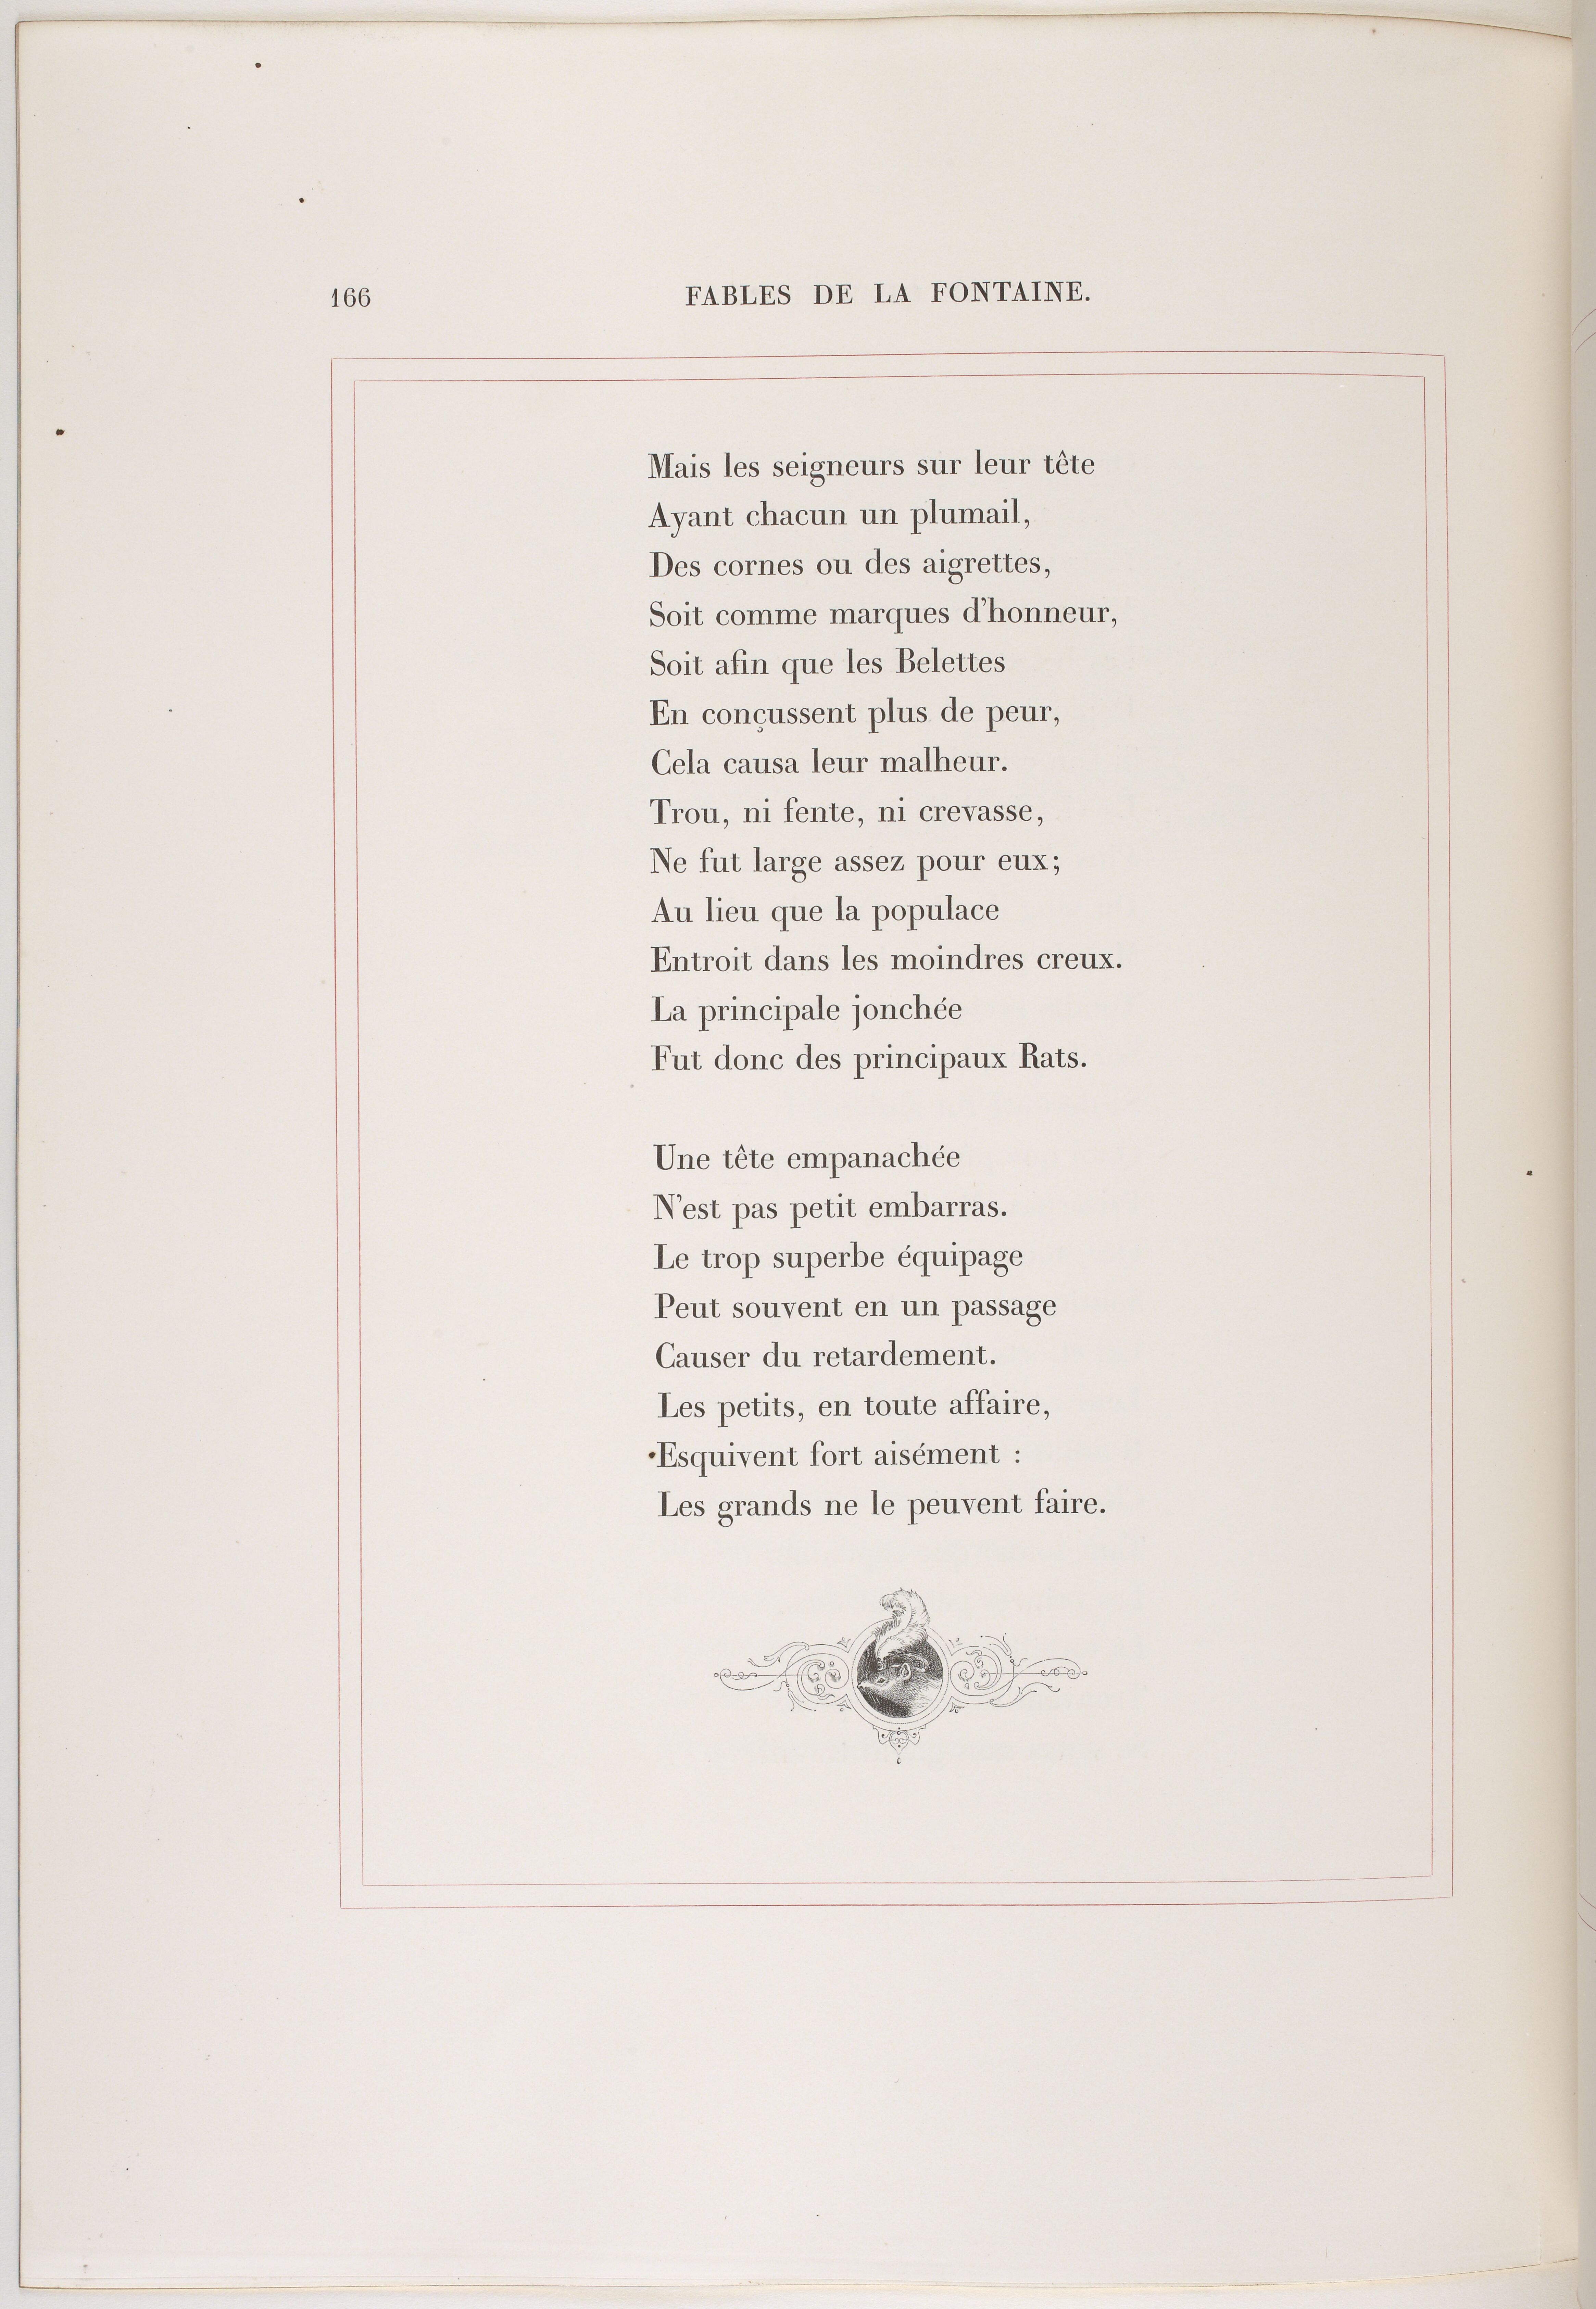 166
FABLES DE LA FONTAINE.
Mais les seigneurs sur leur tête
Ayant chacun un plumail,
Des cornes ou des aigrettes,
Soit comme marques d'honneur,
Soit afin que les Belettes
En conçussent plus de peur,
Cela causa leur malheur.
Trou, ni fente, ni crevasse,
Ne fut large assez pour eux;
Au lieu que la populace
Entroit dans les moindres creux.
La principale jonchée
Fut donc des principaux Rats.
Une tête empanachée
N'est pas petit embarras.
Le trop superbe équipage
Peut souvent en un passage
Causer du retardement.
Les petits, en toute affaire,
Esquivent fort aisément :
Les grands ne le peuvent faire.